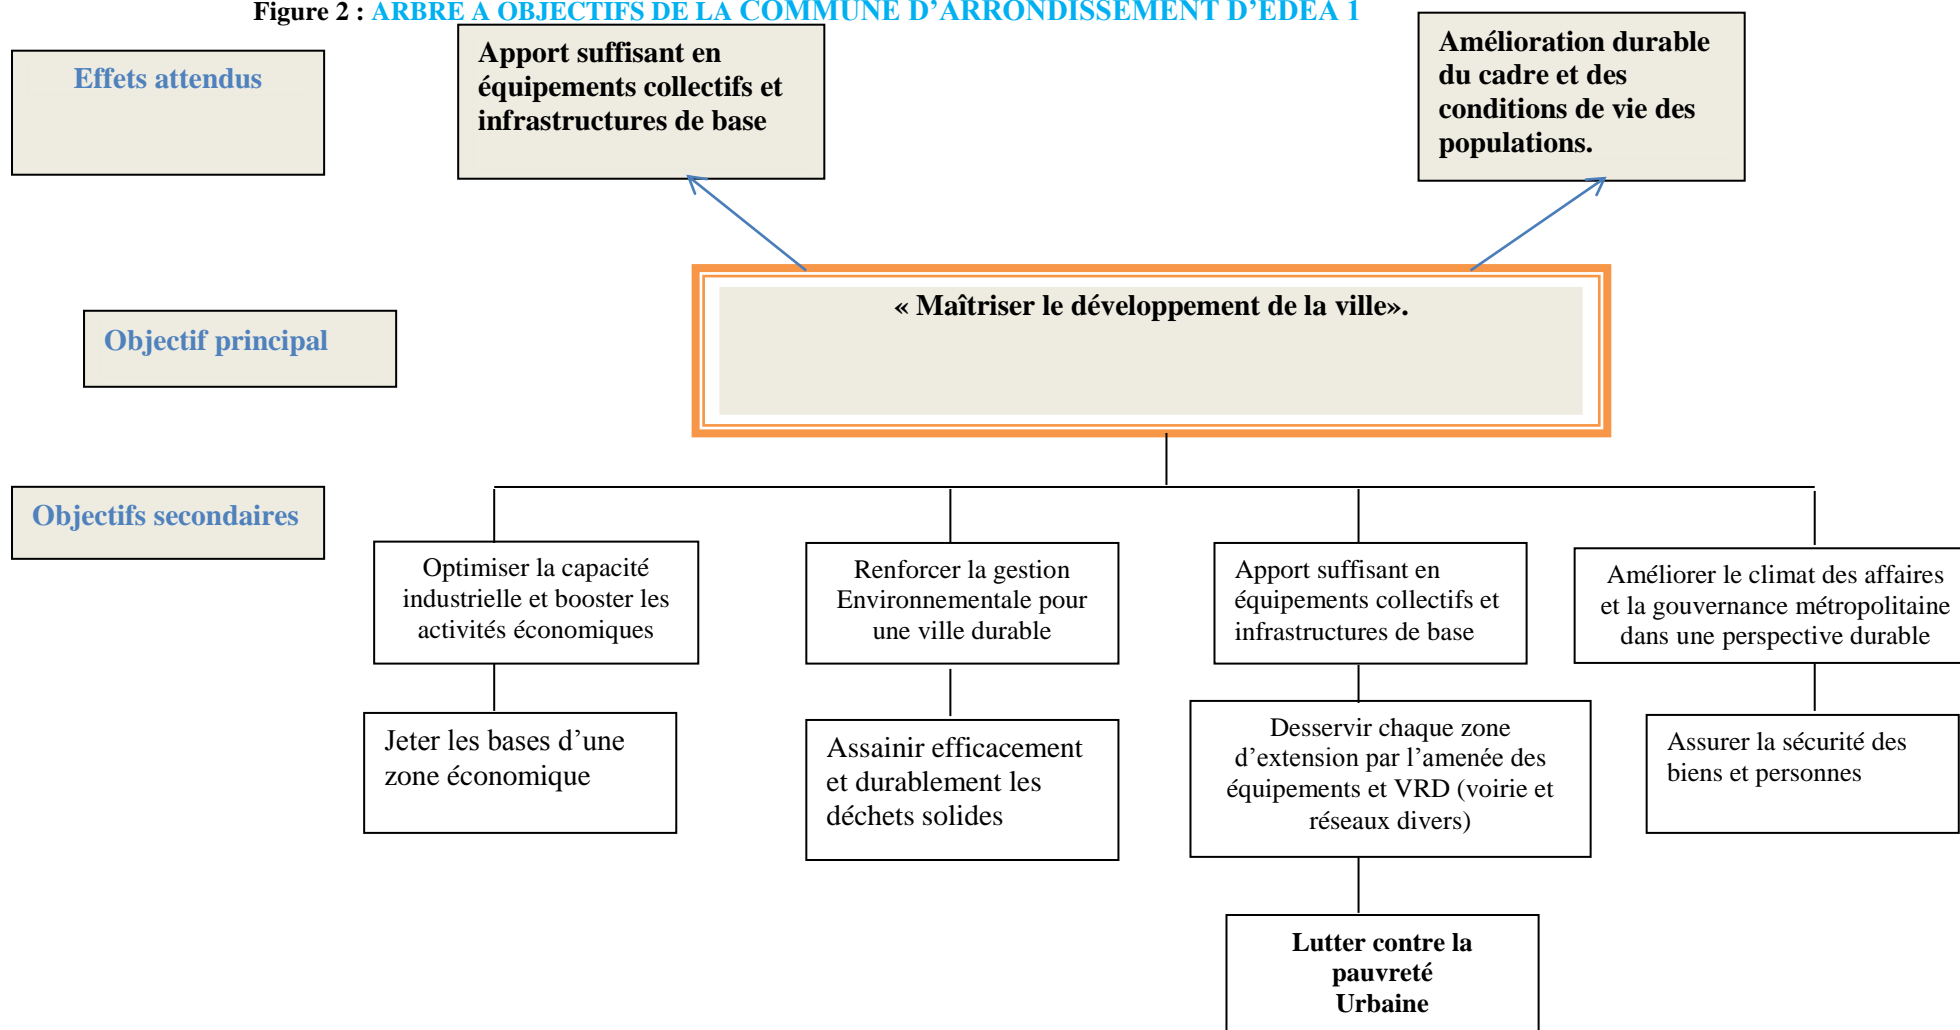 Figure 2 : ARBRE A OBJECTIFS DE LA COMMUNE D’ARRONDISSEMENT D’EDEA 1
Effets attendus
Apport suffisant en
équipements collectifs et
infrastructures de base
Amélioration durable
du cadre et des
conditions de vie des
populations.
Objectif principal
« Maîtriser le développement de la ville».
Objectifs secondaires
Optimiser la capacité
industrielle et booster les
activités économiques
Renforcer la gestion
Environnementale pour
une ville durable
Apport suffisant en
équipements collectifs et
infrastructures de base
Améliorer le climat des affaires
et la gouvernance métropolitaine
dans une perspective durable
Jeter les bases d’une
zone économique
Assainir efficacement
et durablement les
déchets solides
Desservir chaque zone
d’extension par l’amenée des
équipements et VRD (voirie et
réseaux divers)
Assurer la sécurité des
biens et personnes
Lutter contre la
pauvreté
Urbaine